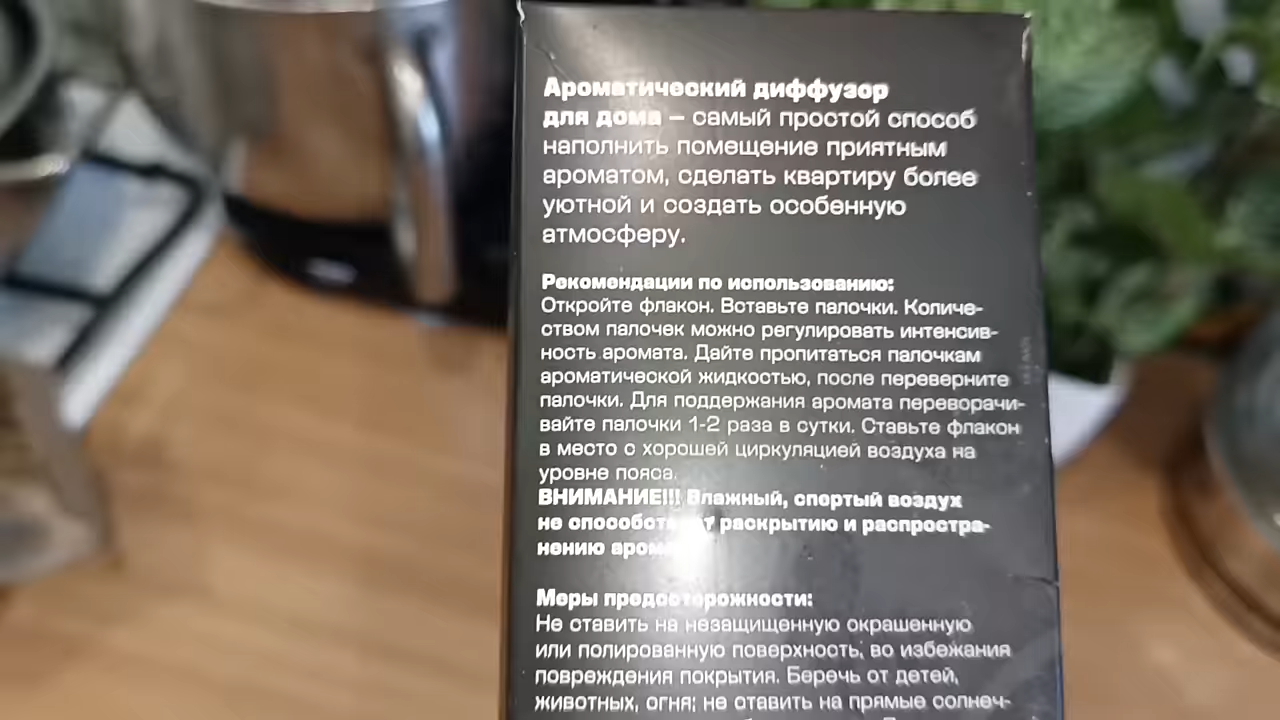 Ароматический диффузор
для дома – самый простой способ
наполнить помещение приятным
ароматом, сделать квартиру более
уютной и создать особенную
атмосферу.
Рекомендации по использованию:
Откройте флакон. Вставьте палочки. Количе-
ством палочек можно регулировать интенсив-
ность аромата. Дайте пропитаться палочкам
ароматической жидкостью, после переверните
палочки. Для поддержания аромата переворачи-
вайте палочки 1-2 раза в сутки. Ставьте флакон
в место с хорошей циркуляцией воздуха на
уровне пояса.
ВНИМАНИЕ!!! Влажный, спертый воздух
не способствует раскрытию и распростра-
нению
Меры предосторожности:
Не ставить на незащищенную окрашенную
или полированную поверхность, во избежания
повреждения покрытия. Беречь от детей,
животных, огня; не ставить на прямые солнеч-